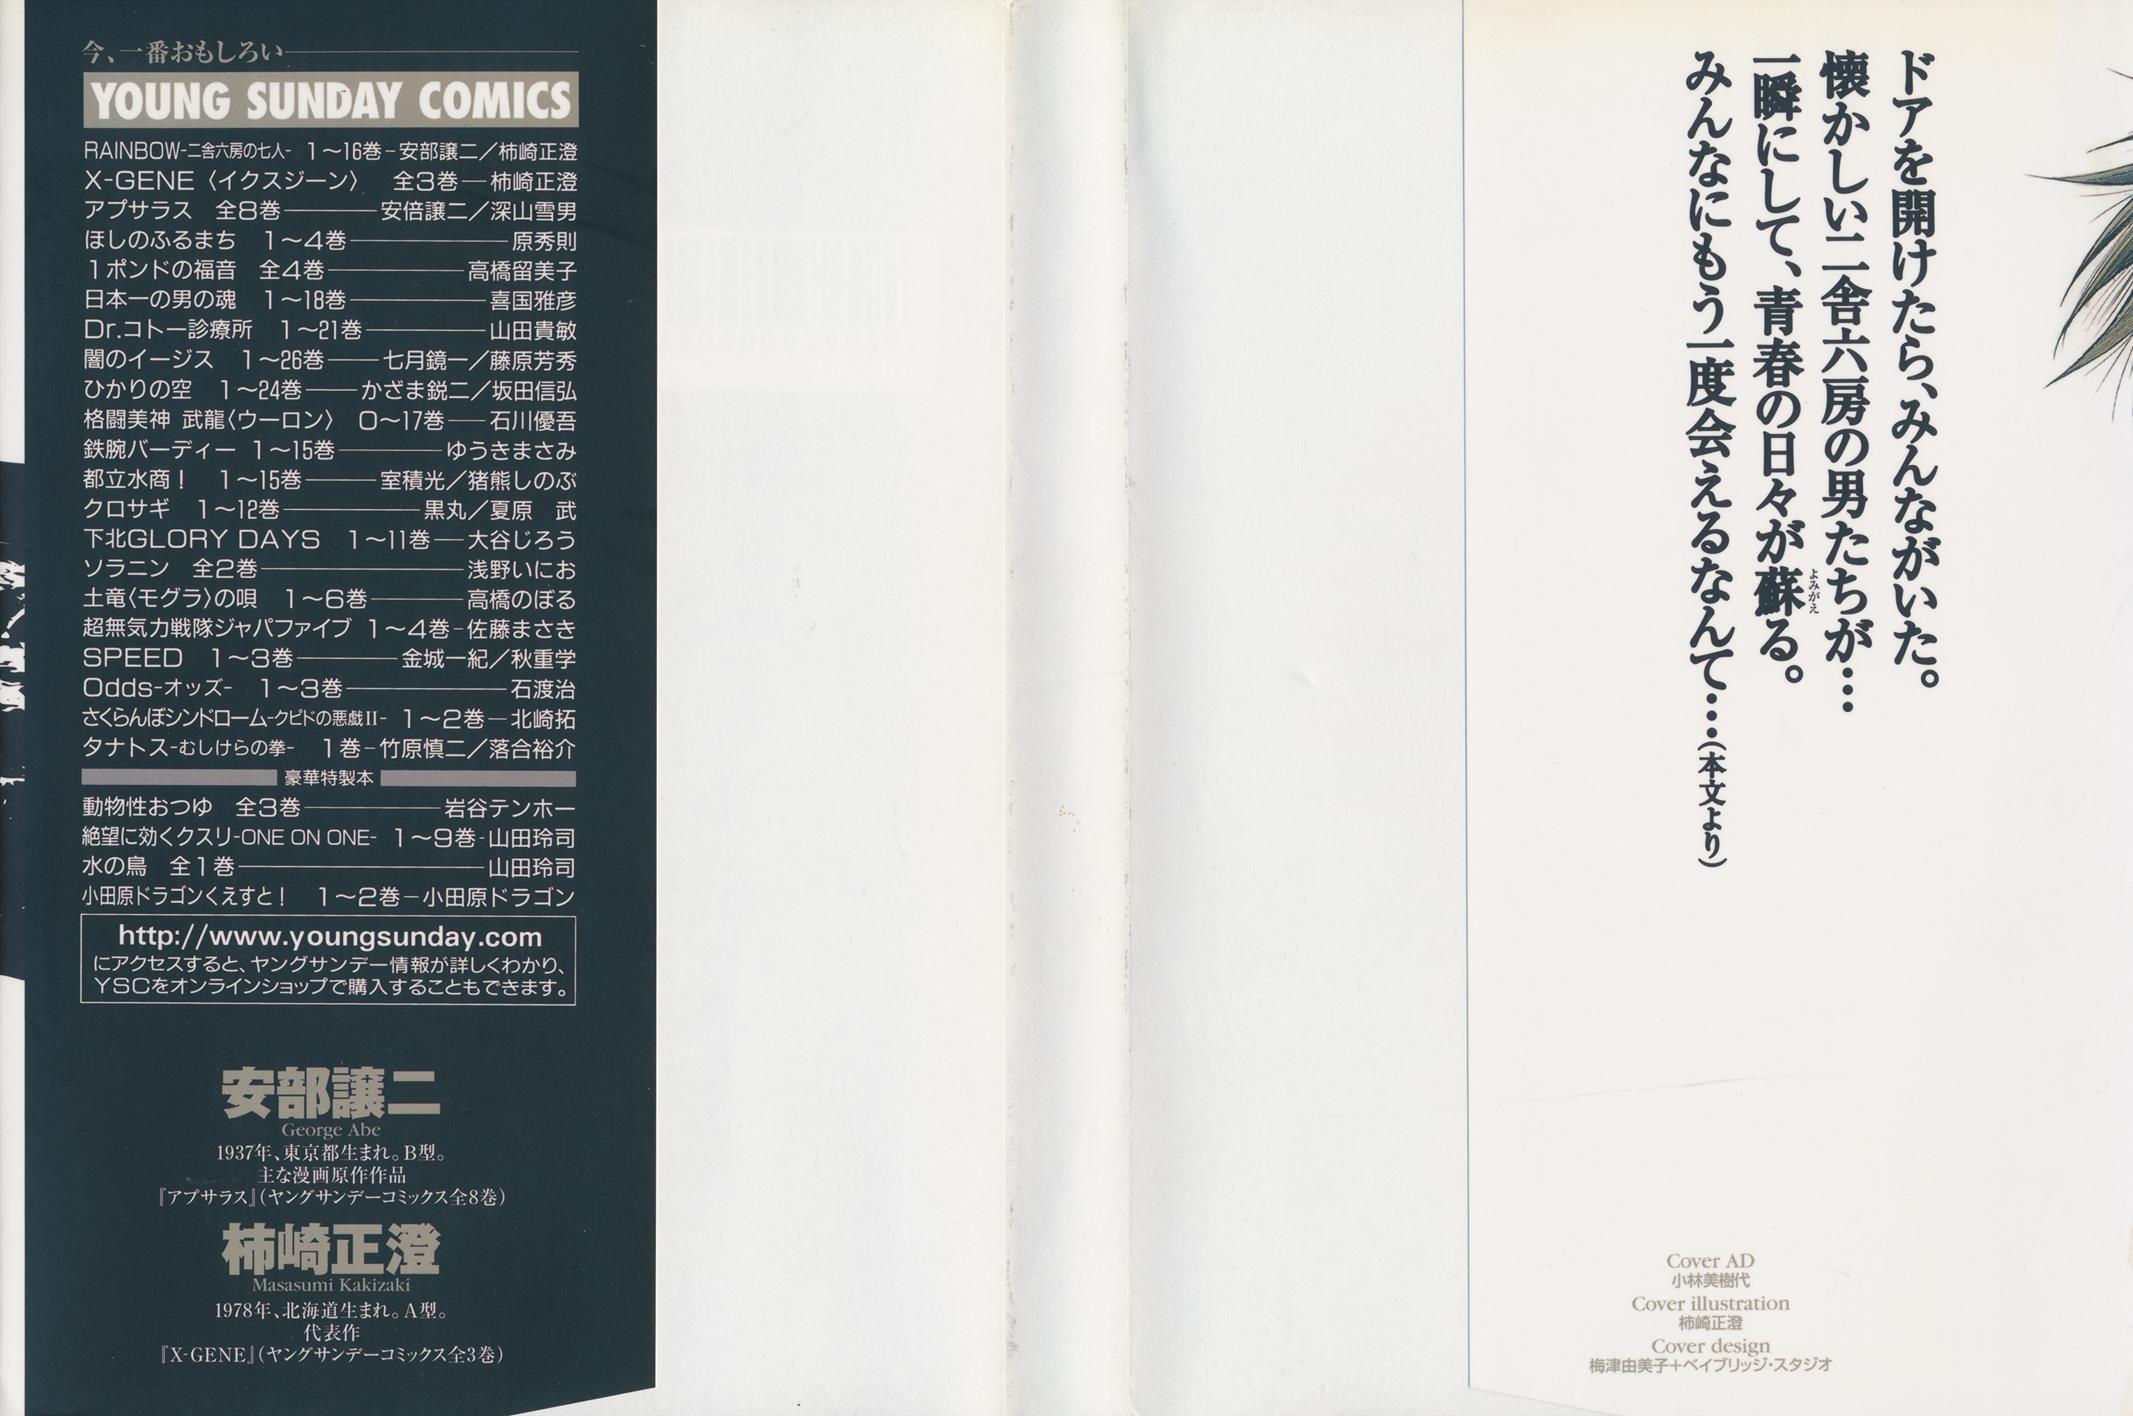 今、一番おもしろい
YOUNG SUNDAY COMICS
RAINBOW-二舎六房の七人- 1～16巻-安部譲二／柿崎正澄
X-GENE〈イクスジーン〉 全3巻―柿崎正澄
アプサラス 全8巻―安倍譲二／深山雪男
ほしのふるまち 1～4巻―原秀則
1ポンドの福音 全4巻―高橋留美子
日本一の男の魂 1～18巻―喜国雅彦
Dr.コトー診療所 1～21巻―山田貴敏
闇のイージス 1～26巻―七月鏡一／藤原芳秀
ひかりの空 1～24巻―かざま鋭二／坂田信弘
格闘美神 武龍〈ウーロン〉 0～17巻―石川優吾
鉄腕バーディー 1～15巻―ゆうきまさみ
都立水商！ 1～15巻―室積光／猪熊しのぶ
クロサギ 1～12巻―黒丸／夏原 武
下北GLORY DAYS 1～11巻―大谷じろう
ソラニン 全2巻―浅野いにお
土竜〈モグラ〉の唄 1～6巻―高橋のぼる
超無気力戦隊ジャパファイブ 1～4巻-佐藤まさき
SPEED 1～3巻―金城一紀／秋重学
Odds-オッズ- 1～3巻―石渡治
さくらんぼシンドローム-クピドの悪戯II- 1～2巻―北崎拓
タナトス-むしけらの拳- 1巻-竹原慎二／落合裕介
豪華特製本
動物性おつゆ 全3巻―岩谷テンホー
絶望に効くクスリ-ONE ON ONE- 1～9巻-山田玲司
水の鳥 全1巻―山田玲司
小田原ドラゴンくえすと！ 1～2巻―小田原ドラゴン
http://www.youngsunday.com
にアクセスすると、ヤングサンデー情報が詳しくわかり、
YSCをオンラインショップで購入することもできます。
安部譲二
George Abe
1937年、東京都生まれ。B型。
主な漫画原作作品
『アプサラス』（ヤングサンデーコミックス全8巻）
柿崎正澄
Masasumi Kakizaki
1978年、北海道生まれ。A型。
代表作
『X-GENE』（ヤングサンデーコミックス全3巻）
ドアを開けたら、みんながいた。
懐かしい二舎六房の男たちが…
一瞬にして、青春の日々が蘇る。
よみがえ
みんなにもう一度会えるなんて…（本文より）
Cover AD
小林美樹代
Cover illustration
柿崎正澄
Cover design
梅津由美子＋ベイブリッジ・スタジオ